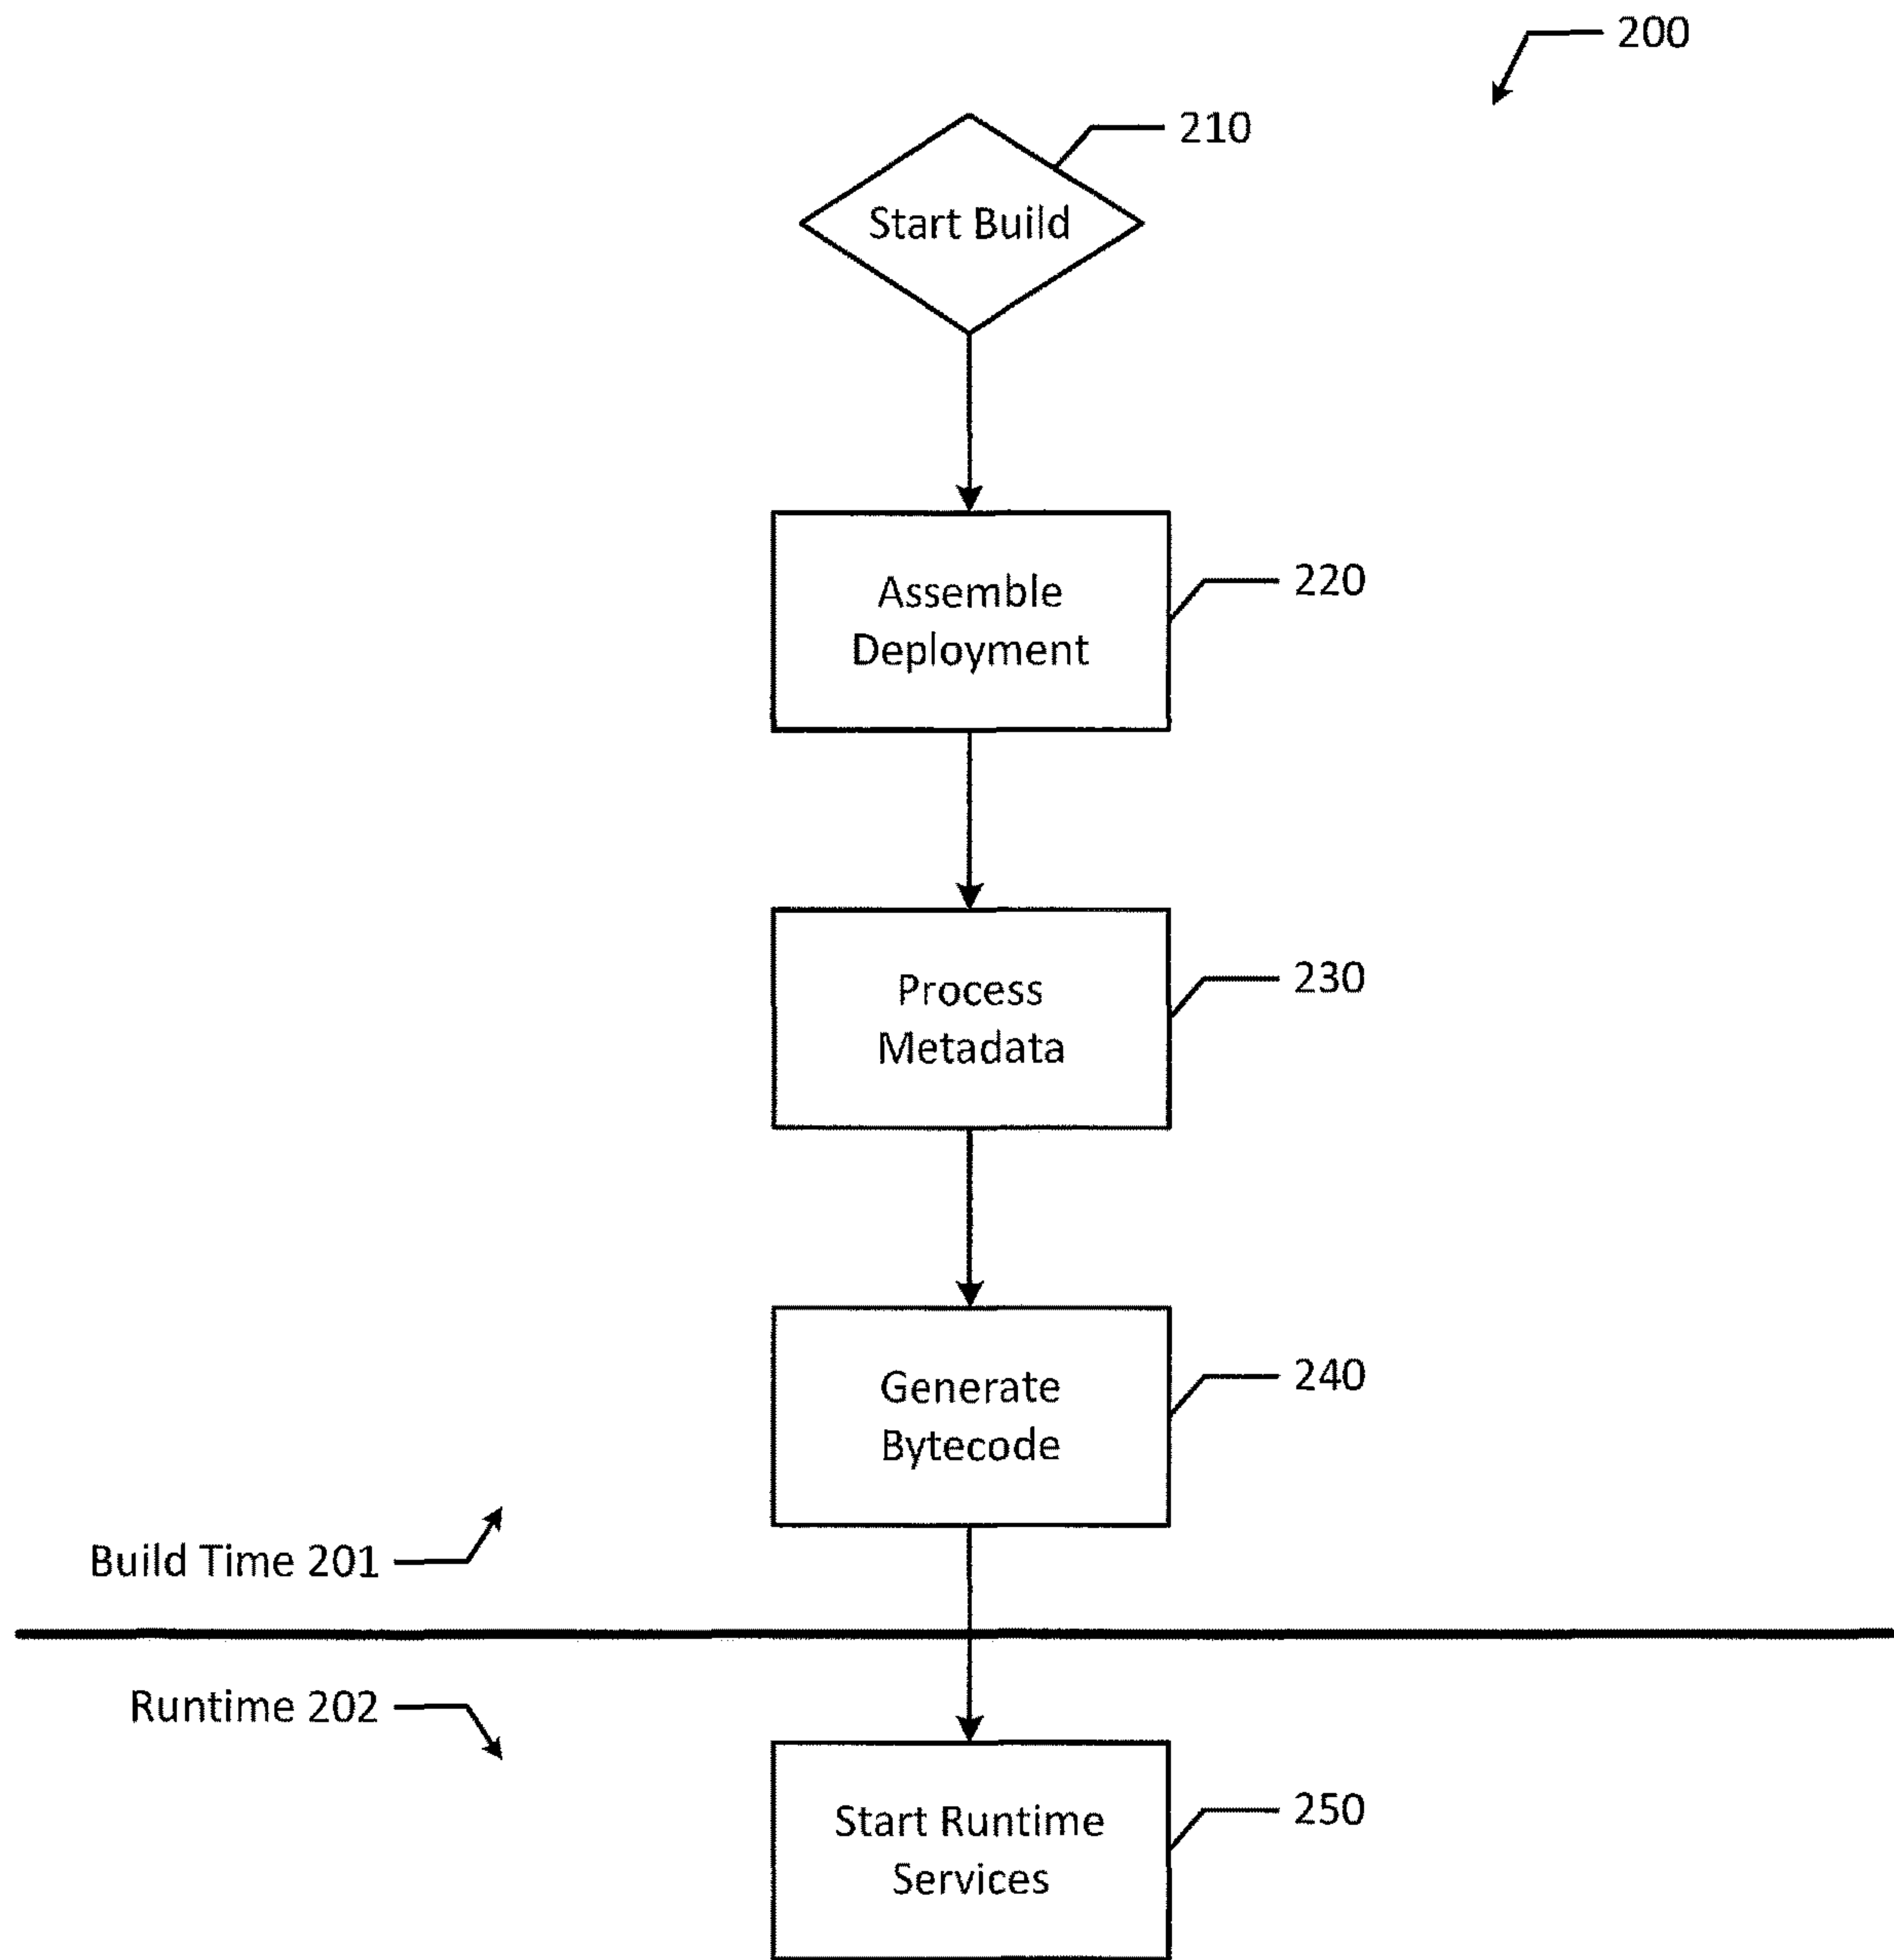 200
210
Start Build
220
Assemble
Deployment
230
Process
Metadata
240
Generate
Bytecode
Build Time 201
Runtime 202
250
Start Runtime
Services